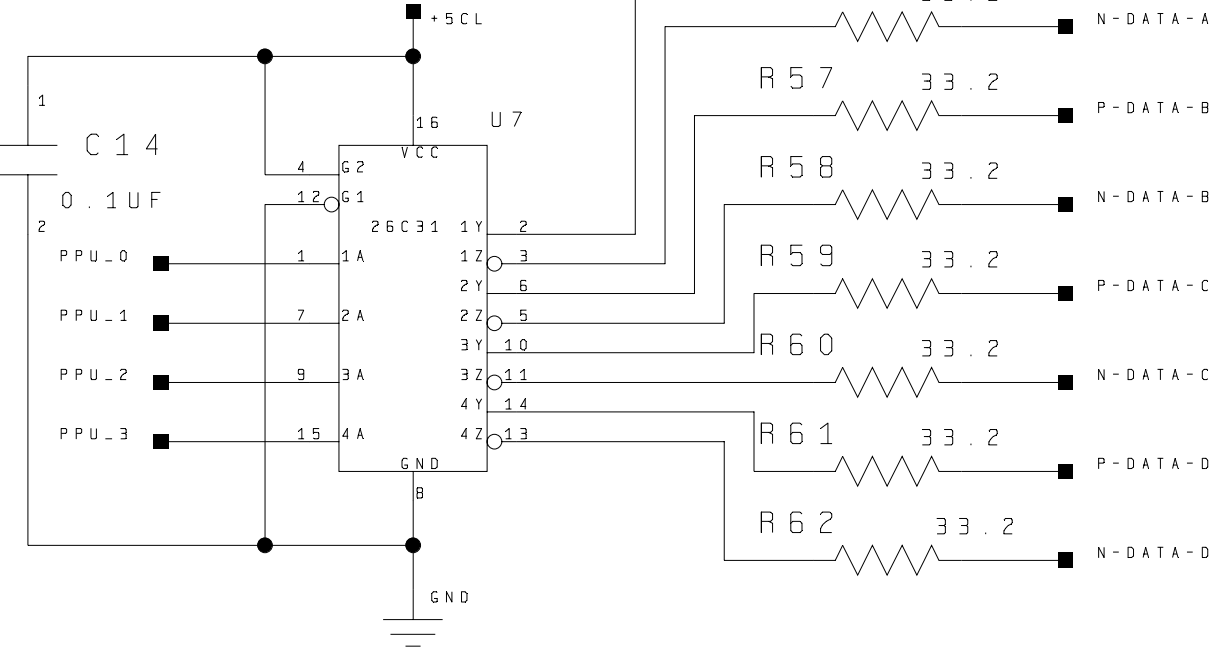 +5CL
N-DATA-A
R57 33.2
1
P-DATA-B
16 U7
C14
VCC
4 G2
R58 33.2
0.1UF
12 G1
N-DATA-B
2
26C31 1Y 2
PPU_0 1 1A
1Z 3
R59 33.2
2Y 6
P-DATA-C
PPU_1 7 2A
2Z 5
3Y 10
R60 33.2
PPU_2 9 3A
3Z 11
N-DATA-C
4Y 14
PPU_3 15 4A
4Z 13
R61 33.2
GND
P-DATA-D
8
R62 33.2
N-DATA-D
GND